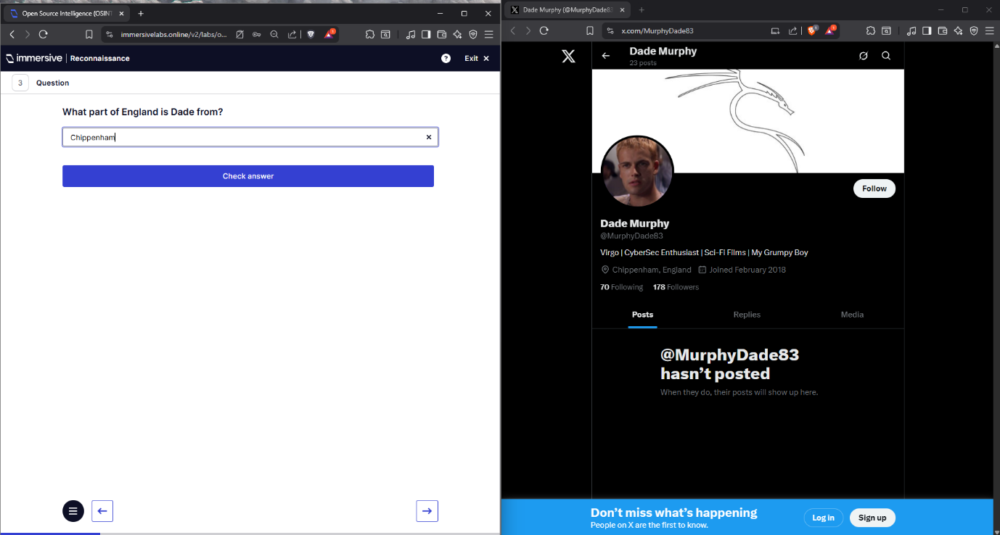 Open Source Intelligence (OSINT
immersivelabs.online/v2/labs/o...
immersive | Reconnaissance
? Exit ×
3 Question
What part of England is Dade from?
Chippenham
Check answer
Dade Murphy (@MurphyDade83
x.com/MurphyDade83
Dade Murphy
23 posts
Follow
Dade Murphy
@MurphyDade83
Virgo | CyberSec Enthusiast | Sci-Fi Films | My Grumpy Boy
Chippenham, England Joined February 2018
70 Following 178 Followers
Posts Replies Media
@MurphyDade83
hasn't posted
When they do, their posts will show up here.
Don't miss what's happening
People on X are the first to know.
Log in Sign up